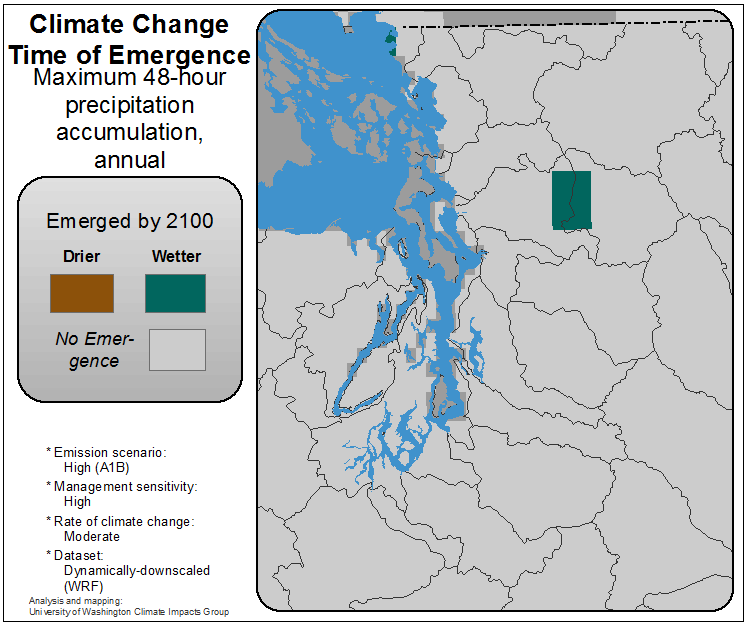 Climate Change
Time of Emergence
Maximum 48-hour
precipitation
accumulation,
annual
Emerged by 2100
Drier Wetter
No Emer-
gence
* Emission scenario:
High (A1B)
* Management sensitivity:
High
* Rate of climate change:
Moderate
* Dataset:
Dynamically-downscaled
(WRF)
Analysis and mapping:
University of Washington Climate Impacts Group